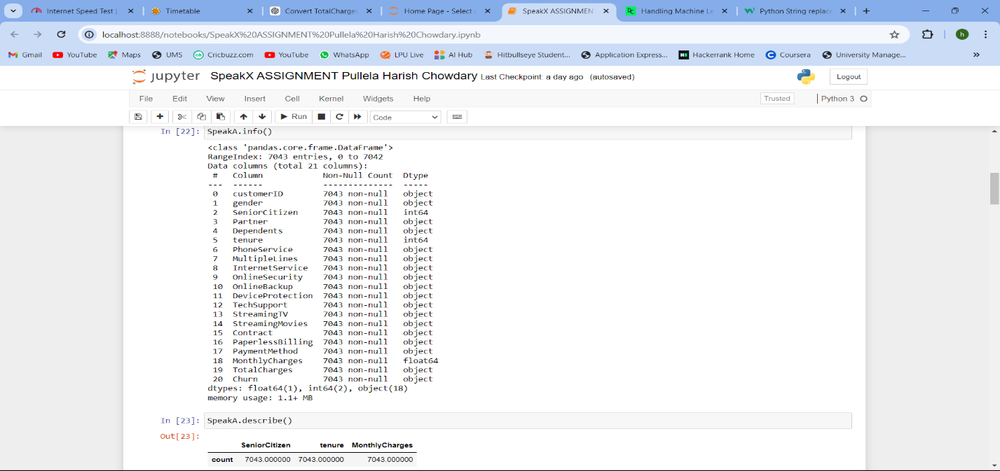 Internet Speed Test |
Timetable
Convert TotalCharges
Home Page - Select
SpeakX ASSIGNMEN
Handling Machine Le
Python String replace
localhost:8888/notebooks/SpeakX%20ASSIGNMENT%20Pullela%20Harish%20Chowdary.ipynb
h
Gmail YouTube Maps UMS Cricbuzz.com YouTube WhatsApp LPU Live AI Hub Hitbullseye Student... Application Express... Hackerrank Home Coursera University Manage... »
jupyter SpeakX ASSIGNMENT Pullela Harish Chowdary Last Checkpoint: a day ago (autosaved) Logout
File Edit View Insert Cell Kernel Widgets Help Trusted Python 3
Run Code
In [22]: SpeakA.info()
<class 'pandas.core.frame.DataFrame'>
RangeIndex: 7043 entries, 0 to 7042
Data columns (total 21 columns):
# Column Non-Null Count Dtype
--- ------ -------------- -----
0 customerID 7043 non-null object
1 gender 7043 non-null object
2 SeniorCitizen 7043 non-null int64
3 Partner 7043 non-null object
4 Dependents 7043 non-null object
5 tenure 7043 non-null int64
6 PhoneService 7043 non-null object
7 MultipleLines 7043 non-null object
8 InternetService 7043 non-null object
9 OnlineSecurity 7043 non-null object
10 OnlineBackup 7043 non-null object
11 DeviceProtection 7043 non-null object
12 TechSupport 7043 non-null object
13 StreamingTV 7043 non-null object
14 StreamingMovies 7043 non-null object
15 Contract 7043 non-null object
16 PaperlessBilling 7043 non-null object
17 PaymentMethod 7043 non-null object
18 MonthlyCharges 7043 non-null float64
19 TotalCharges 7043 non-null object
20 Churn 7043 non-null object
dtypes: float64(1), int64(2), object(18)
memory usage: 1.1+ MB
In [23]: SpeakA.describe()
Out[23]:
SeniorCitizen tenure MonthlyCharges
count 7043.000000 7043.000000 7043.000000